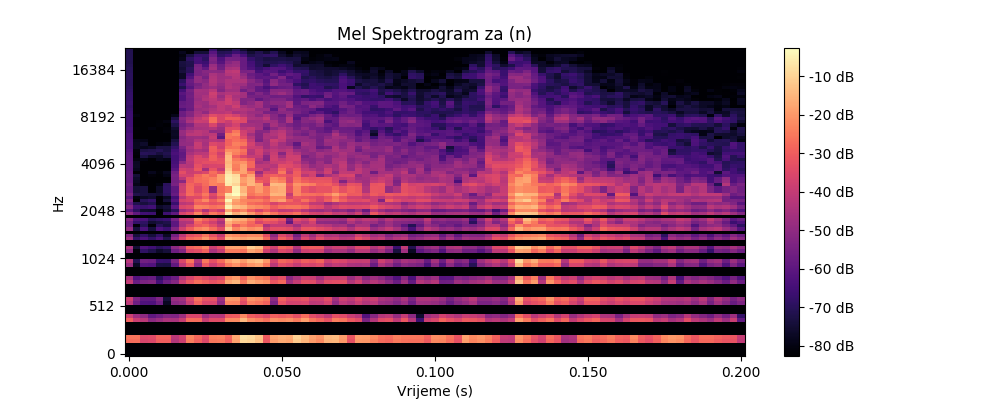 Mel Spektrogram za (n)
Hz
16384
8192
4096
2048
1024
512
0
0.000 0.050 0.100 0.150 0.200
Vrijeme (s)
-10 dB
-20 dB
-30 dB
-40 dB
-50 dB
-60 dB
-70 dB
-80 dB